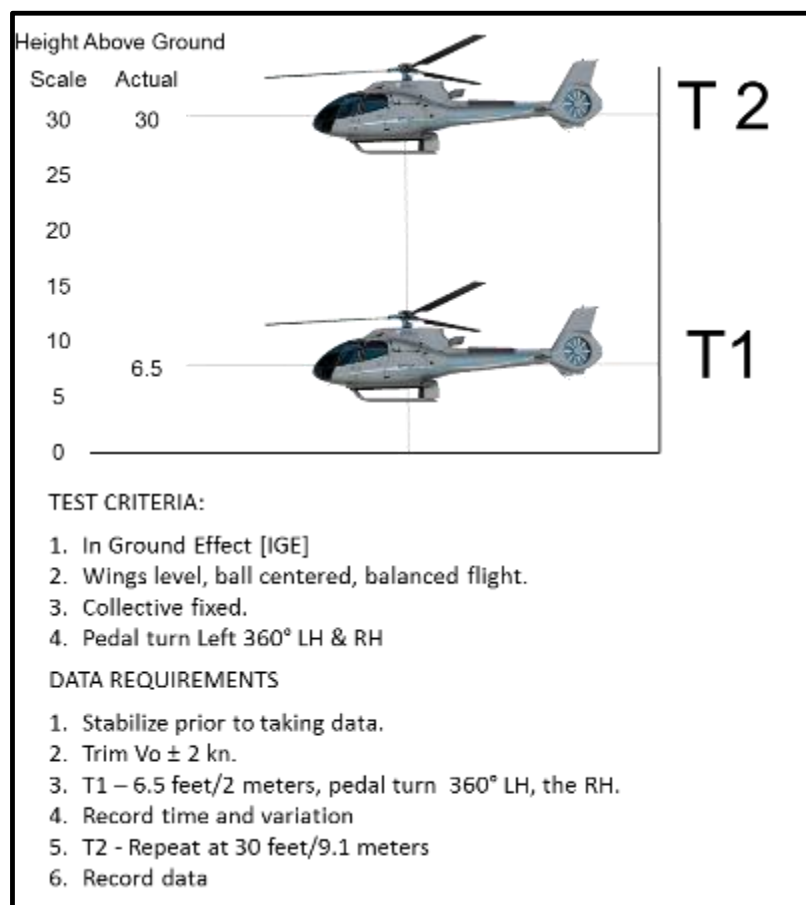 Height Above Ground
Scale Actual
30 30
T 2
25
20
15
10
6.5
T1
5
0
TEST CRITERIA:
1. In Ground Effect [IGE]
2. Wings level, ball centered, balanced flight.
3. Collective fixed.
4. Pedal turn Left 360° LH & RH
DATA REQUIREMENTS
1. Stabilize prior to taking data.
2. Trim Vo ± 2 kn.
3. T1 – 6.5 feet/2 meters, pedal turn 360° LH, the RH.
4. Record time and variation
5. T2 - Repeat at 30 feet/9.1 meters
6. Record data